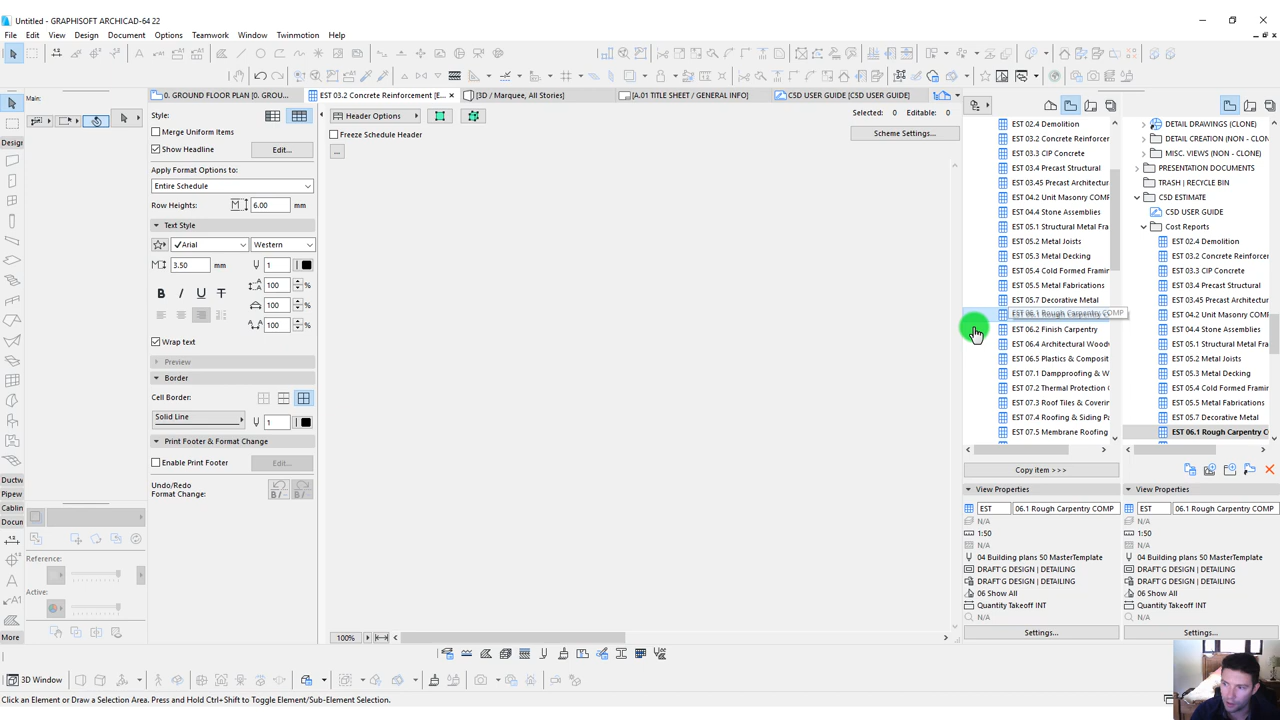 Untitled - GRAPHISOFT ARCHICAD-64 22
File Edit View Design Document Options Teamwork Window Twinmotion Help
0. GROUND FLOOR PLAN [0. GROU...
EST 03.2 Concrete Reinforcement [E...
[3D / Marquee, All Stories]
[A.01 TITLE SHEET / GENERAL INFO]
C5D USER GUIDE [C5D USER GUIDE]
Main:
Design
Ductw
Pipew
Cablin
Docun
More
Reference:
Active:
Style:
Merge Uniform Items
Show Headline
Edit...
Apply Format Options to:
Entire Schedule
Row Heights:
6.00
mm
Text Style
Arial
Western
3.50
mm
1
100
%
B I U T
100
%
100
%
Wrap text
Preview
Border
Cell Border:
Solid Line
1
Print Footer & Format Change
Enable Print Footer
Edit...
Undo/Redo
Format Change:
Header Options
Freeze Schedule Header
...
Selected: 0
Editable: 0
Scheme Settings...
100%
EST 02.4 Demolition
EST 03.2 Concrete Reinforcer
EST 03.3 CIP Concrete
EST 03.4 Precast Structural
EST 03.45 Precast Architectur
EST 04.2 Unit Masonry COMP
EST 04.4 Stone Assemblies
EST 05.1 Structural Metal Fra
EST 05.2 Metal Joists
EST 05.3 Metal Decking
EST 05.4 Cold Formed Framin
EST 05.5 Metal Fabrications
EST 05.7 Decorative Metal
EST 06.1 Rough Carpentry COMP
EST 06.2 Finish Carpentry
EST 06.4 Architectural Woodv
EST 06.5 Plastics & Composit
EST 07.1 Dampproofing & W
EST 07.2 Thermal Protection (
EST 07.3 Roof Tiles & Coverin
EST 07.4 Roofing & Siding Pa
EST 07.5 Membrane Roofing
Copy item >>>
View Properties
EST
06.1 Rough Carpentry COMP
N/A
1:50
N/A
04 Building plans 50 MasterTemplate
DRAFT'G DESIGN | DETAILING
DRAFT'G DESIGN | DETAILING
06 Show All
Quantity Takeoff INT
N/A
Settings...
DETAIL DRAWINGS (CLONE)
DETAIL CREATION (NON - CLON
MISC. VIEWS (NON - CLONE)
PRESENTATION DOCUMENTS
TRASH | RECYCLE BIN
C5D ESTIMATE
C5D USER GUIDE
Cost Reports
EST 02.4 Demolition
EST 03.2 Concrete Reinforcer
EST 03.3 CIP Concrete
EST 03.4 Precast Structural
EST 03.45 Precast Architectur
EST 04.2 Unit Masonry COMP
EST 04.4 Stone Assemblies
EST 05.1 Structural Metal Fra
EST 05.2 Metal Joists
EST 05.3 Metal Decking
EST 05.4 Cold Formed Framin
EST 05.5 Metal Fabrications
EST 05.7 Decorative Metal
EST 06.1 Rough Carpentry C
View Properties
EST
06.1 Rough Carpentry COMP
N/A
1:50
N/A
04 Building plans 50 MasterTemplate
DRAFT'G DESIGN | DETAILING
DRAFT'G DESIGN | DETAILING
06 Show All
Quantity Takeoff INT
N/A
Settings...
3D Window
Click an Element or Draw a Selection Area. Press and Hold Ctrl+Shift to Toggle Element/Sub-Element Selection.